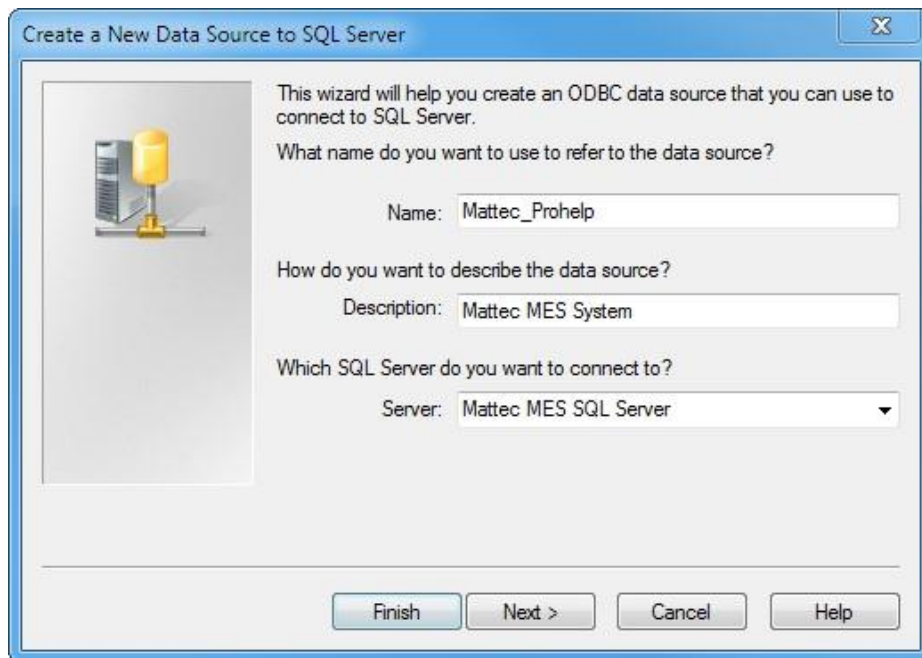 Create a New Data Source to SQL Server
This wizard will help you create an ODBC data source that you can use to
connect to SQL Server.
What name do you want to use to refer to the data source?
Name: Mattec_Prohelp
How do you want to describe the data source?
Description: Mattec MES System
Which SQL Server do you want to connect to?
Server: Mattec MES SQL Server
Finish Next > Cancel Help